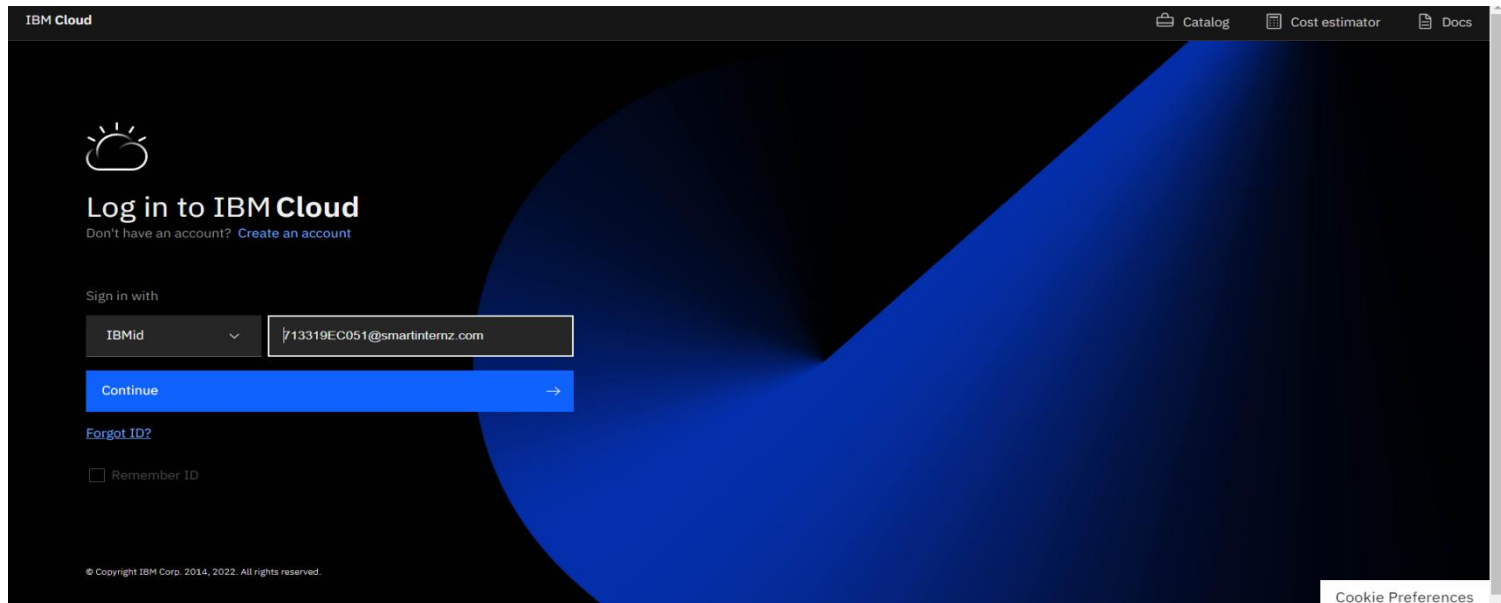 IBM Cloud
Catalog
Cost estimator
Docs
Log in to IBM Cloud
Don't have an account? Create an account
Sign in with
IBMid
713319EC051@smartinternz.com
Continue
Forgot ID?
Remember ID
© Copyright IBM Corp. 2014, 2022. All rights reserved.
Cookie Preferences